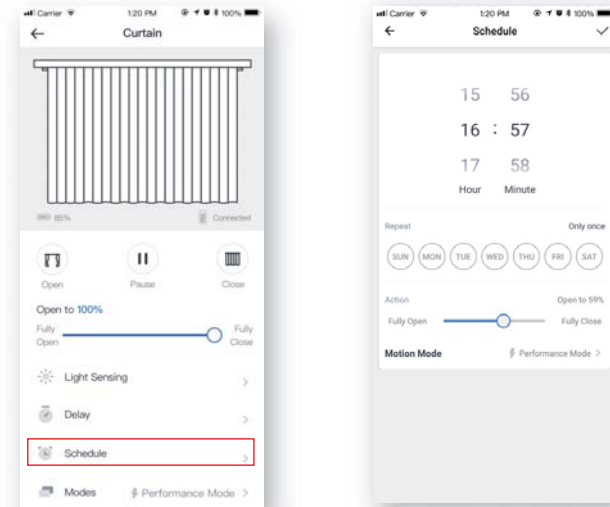 Carrier 1:20 PM 100%
Curtain
85% Connected
Open Pause Close
Open to 100%
Fully Open Fully Close
Light Sensing
Delay
Schedule
Modes Performance Mode
Carrier 1:20 PM 100%
Schedule
15 56
16 : 57
17 58
Hour Minute
Repeat Only once
SUN MON TUE WED THU FRI SAT
Action Open to 59%
Fully Open Fully Close
Motion Mode Performance Mode